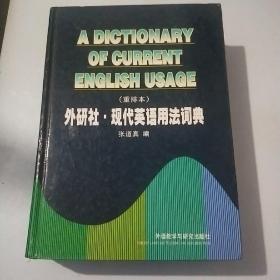 A DICTIONARY
OF CURRENT
ENGLISH USAGE
(重排本)
外研社·现代英语用法词典
张道真 编
外语教学与研究出版社